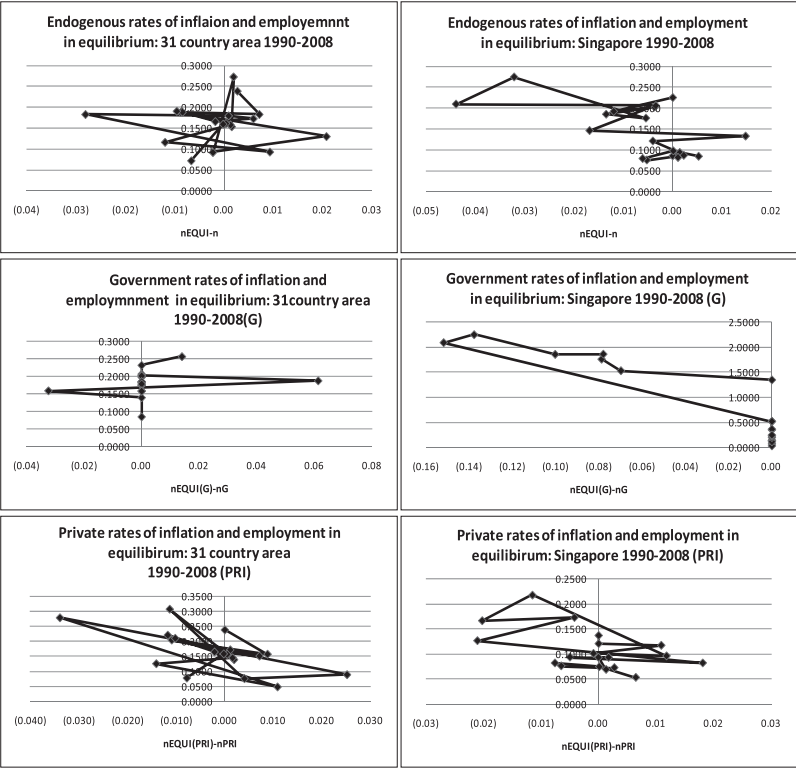 Endogenous rates of inflaion and employemnnt
in equilibrium: 31 country area 1990-2008
0.3000
0.2500
0.2000
0.1500
0.1000
0.0500
0.0000
(0.04) (0.03) (0.02) (0.01) 0.00 0.01 0.02 0.03
nEQUI-n
Endogenous rates of inflation and employment
in equilibrium: Singapore 1990-2008
0.3000
0.2500
0.2000
0.1500
0.1000
0.0500
0.0000
(0.05) (0.04) (0.03) (0.02) (0.01) 0.00 0.01 0.02
nEQUI-n
Government rates of inflation and
employmnment in equilibrium: 31country area
1990-2008(G)
0.3000
0.2500
0.2000
0.1500
0.1000
0.0500
0.0000
(0.04) (0.02) 0.00 0.02 0.04 0.06 0.08
nEQUI(G)-nG
Government rates of inflation and employment
in equilibrium: Singapore 1990-2008 (G)
2.5000
2.0000
1.5000
1.0000
0.5000
0.0000
(0.16) (0.14) (0.12) (0.10) (0.08) (0.06) (0.04) (0.02) 0.00
nEQUI(G)-nG
Private rates of inflation and employment in
equilibirum: 31 country area
1990-2008 (PRI)
0.3500
0.3000
0.2500
0.2000
0.1500
0.1000
0.0500
0.0000
(0.040) (0.030) (0.020) (0.010) 0.000 0.010 0.020 0.030
nEQUI(PRI)-nPRI
Private rates of inflation and employment in
equilibirum: Singapore 1990-2008 (PRI)
0.2500
0.2000
0.1500
0.1000
0.0500
0.0000
(0.03) (0.02) (0.01) 0.00 0.01 0.02 0.03
nEQUI(PRI)-nPRI